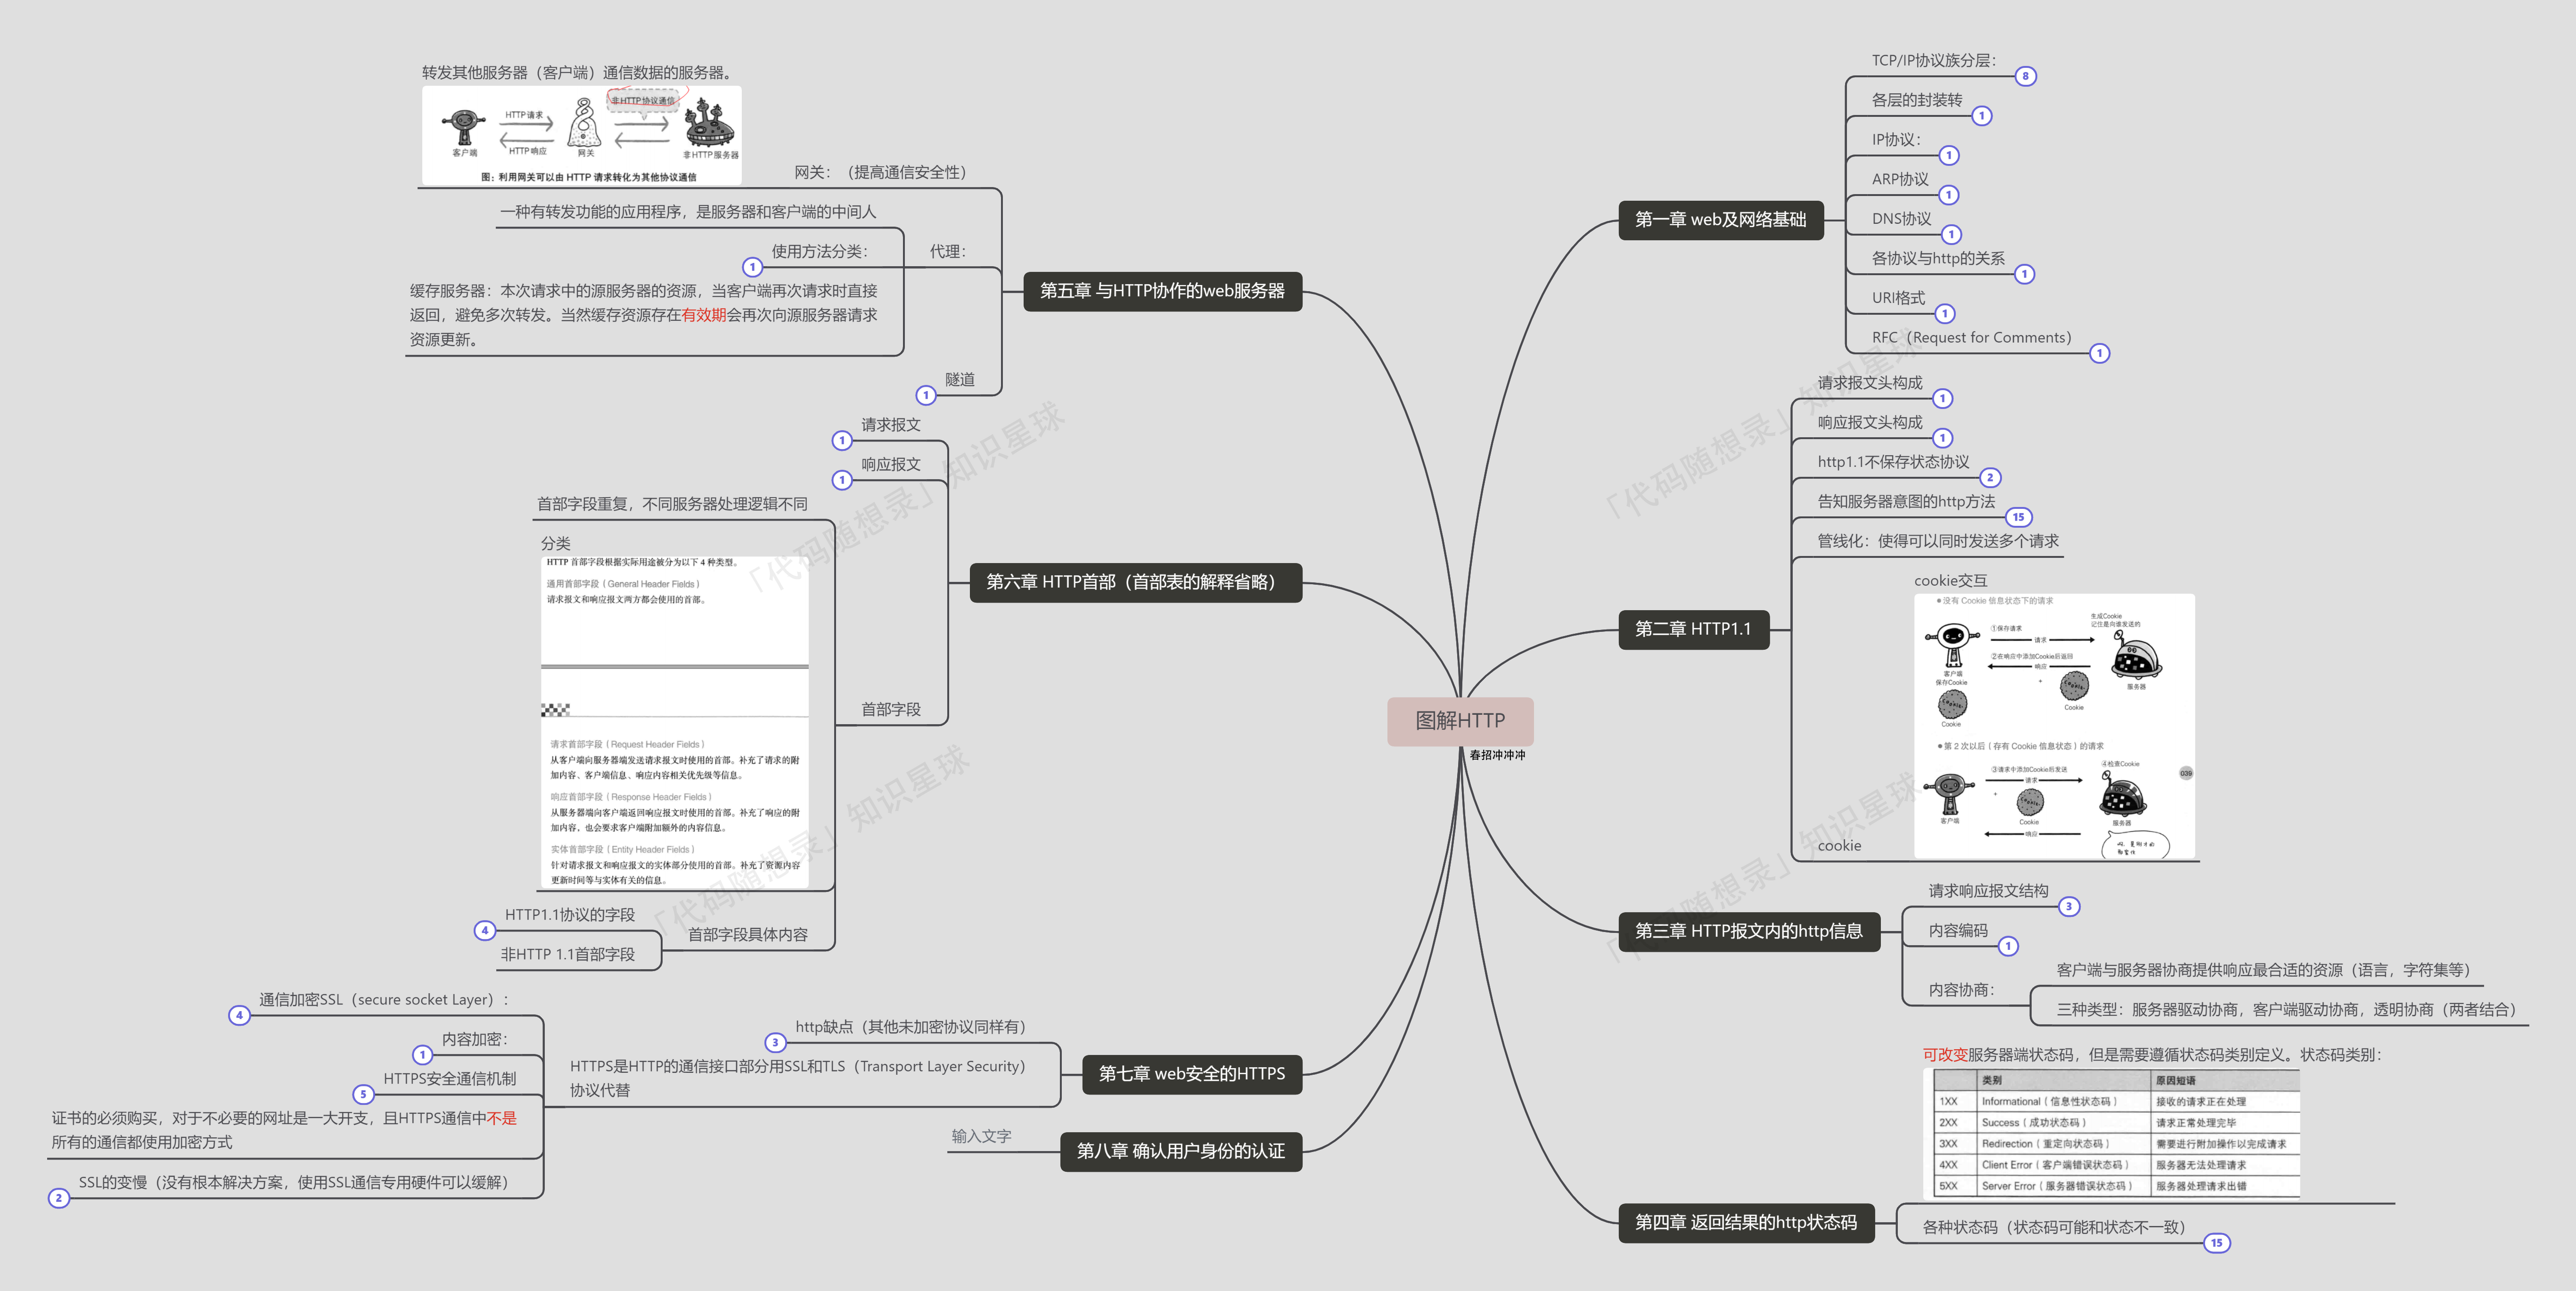 图解HTTP
春招冲冲冲
第一章 web及网络基础
TCP/IP协议族分层：
8
各层的封装转
1
IP协议：
1
ARP协议
1
DNS协议
1
各协议与http的关系
1
URI格式
1
RFC（Request for Comments）
1
第二章 HTTP1.1
请求报文头构成
1
响应报文头构成
1
http1.1不保存状态协议
2
告知服务器意图的http方法
15
管线化：使得可以同时发送多个请求
cookie
cookie交互
●没有 Cookie 信息状态下的请求
生成Cookie
记住是向谁发送的
①保存请求
请求
②在响应中添加Cookie后返回
响应
客户端
保存Cookie
+
服务器
Cookie
Cookie
●第 2 次以后（存有 Cookie 信息状态）的请求
④检查Cookie
③请求中添加Cookie后发送
请求
039
+
客户端
Cookie
服务器
响应
第三章 HTTP报文内的http信息
请求响应报文结构
3
内容编码
1
内容协商：
客户端与服务器协商提供响应最合适的资源（语言，字符集等）
三种类型：服务器驱动协商，客户端驱动协商，透明协商（两者结合）
第四章 返回结果的http状态码
可改变服务器端状态码，但是需要遵循状态码类别定义。状态码类别：
类别 原因短语
1XX Informational（信息性状态码） 接收的请求正在处理
2XX Success（成功状态码） 请求正常处理完毕
3XX Redirection（重定向状态码） 需要进行附加操作以完成请求
4XX Client Error（客户端错误状态码） 服务器无法处理请求
5XX Server Error（服务器错误状态码） 服务器处理请求出错
各种状态码（状态码可能和状态不一致）
15
第五章 与HTTP协作的web服务器
网关：（提高通信安全性）
转发其他服务器（客户端）通信数据的服务器。
非HTTP协议通信
HTTP请求
HTTP响应
客户端
网关
非HTTP服务器
图：利用网关可以由 HTTP 请求转化为其他协议通信
代理：
一种有转发功能的应用程序，是服务器和客户端的中间人
使用方法分类：
1
缓存服务器：本次请求中的源服务器的资源，当客户端再次请求时直接
返回，避免多次转发。当然缓存资源存在有效期会再次向源服务器请求
资源更新。
隧道
1
第六章 HTTP首部（首部表的解释省略）
请求报文
1
响应报文
1
首部字段
首部字段重复，不同服务器处理逻辑不同
分类
HTTP 首部字段根据实际用途被分为以下 4 种类型。
通用首部字段（General Header Fields）
请求报文和响应报文两方都会使用的首部。
请求首部字段（Request Header Fields）
从客户端向服务器端发送请求报文时使用的首部。补充了请求的附
加内容、客户端信息、响应内容相关优先级等信息。
响应首部字段（Response Header Fields）
从服务器端向客户端返回响应报文时使用的首部。补充了响应的附
加内容，也会要求客户端附加额外的内容信息。
实体首部字段（Entity Header Fields）
针对请求报文和响应报文的实体部分使用的首部。补充了资源内容
更新时间等与实体有关的信息。
首部字段具体内容
HTTP1.1协议的字段
4
非HTTP 1.1首部字段
第七章 web安全的HTTPS
http缺点（其他未加密协议同样有）
3
HTTPS是HTTP的通信接口部分用SSL和TLS（Transport Layer Security）
协议代替
通信加密SSL（secure socket Layer）：
4
内容加密：
1
HTTPS安全通信机制
5
证书的必须购买，对于不必要的网址是一大开支，且HTTPS通信中不是
所有的通信都使用加密方式
SSL的变慢（没有根本解决方案，使用SSL通信专用硬件可以缓解）
2
第八章 确认用户身份的认证
输入文字
「代码随想录」知识星球
「代码随想录」知识星球
「代码随想录」知识星球
「代码随想录」知识星球